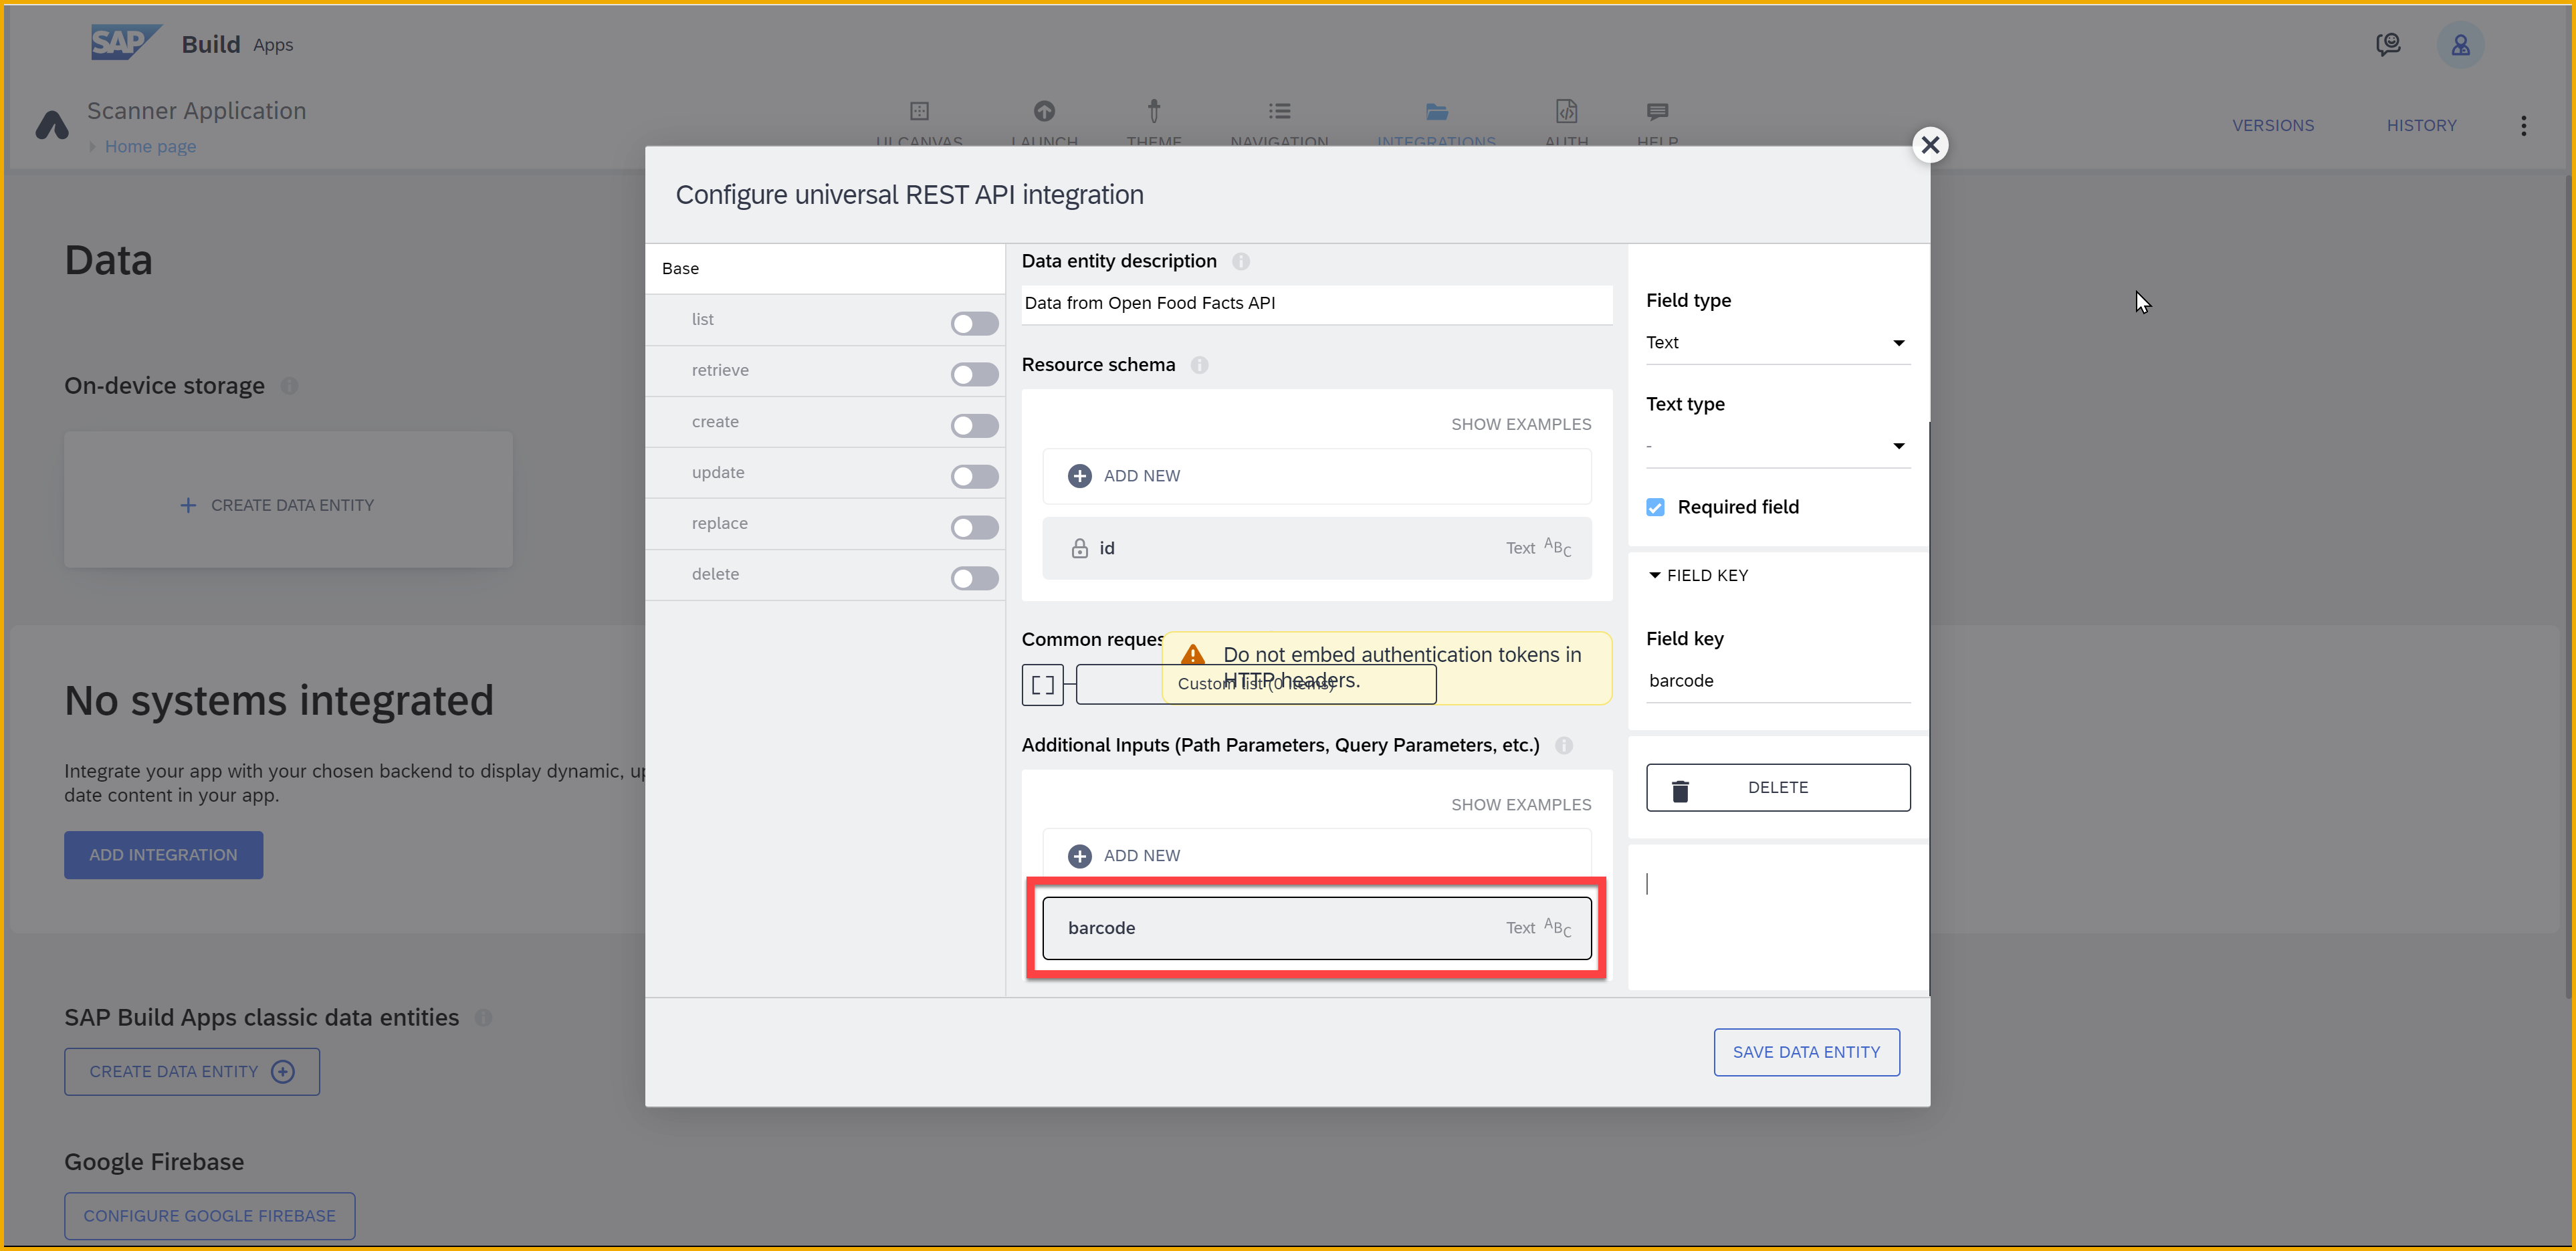 SAP Build Apps
Scanner Application
Home page
UI CANVAS
LAUNCH
THEME
NAVIGATION
INTEGRATIONS
AUTH
HELP
VERSIONS
HISTORY
Data
On-device storage
CREATE DATA ENTITY
No systems integrated
Integrate your app with your chosen backend to display dynamic, up
date content in your app.
ADD INTEGRATION
SAP Build Apps classic data entities
CREATE DATA ENTITY
Google Firebase
CONFIGURE GOOGLE FIREBASE
Configure universal REST API integration
Base
list
retrieve
create
update
replace
delete
Data entity description
Data from Open Food Facts API
Resource schema
SHOW EXAMPLES
ADD NEW
id
Text ABC
Common reques
Do not embed authentication tokens in
HTTP headers.
Custom list (0 items)
Additional Inputs (Path Parameters, Query Parameters, etc.)
SHOW EXAMPLES
ADD NEW
barcode
Text ABC
Field type
Text
Text type
-
Required field
FIELD KEY
Field key
barcode
DELETE
SAVE DATA ENTITY